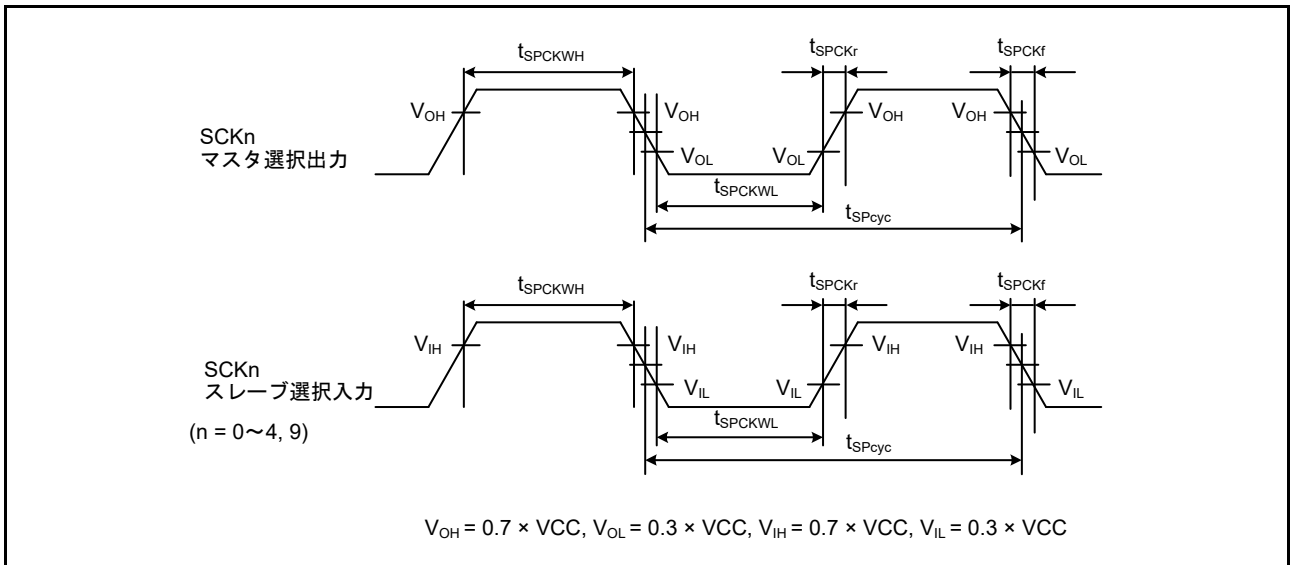 tSPCKWH
tSPCKr
tSPCKf
VOH
VOH
VOH
VOH
SCKn
マスタ選択出力
VOL
VOL
VOL
tSPCKWL
tSPcyc
tSPCKWH
tSPCKr
tSPCKf
VIH
VIH
VIH
VIH
SCKn
スレーブ選択入力
VIL
VIL
VIL
(n = 0～4, 9)
tSPCKWL
tSPcyc
VOH = 0.7 × VCC, VOL = 0.3 × VCC, VIH = 0.7 × VCC, VIL = 0.3 × VCC